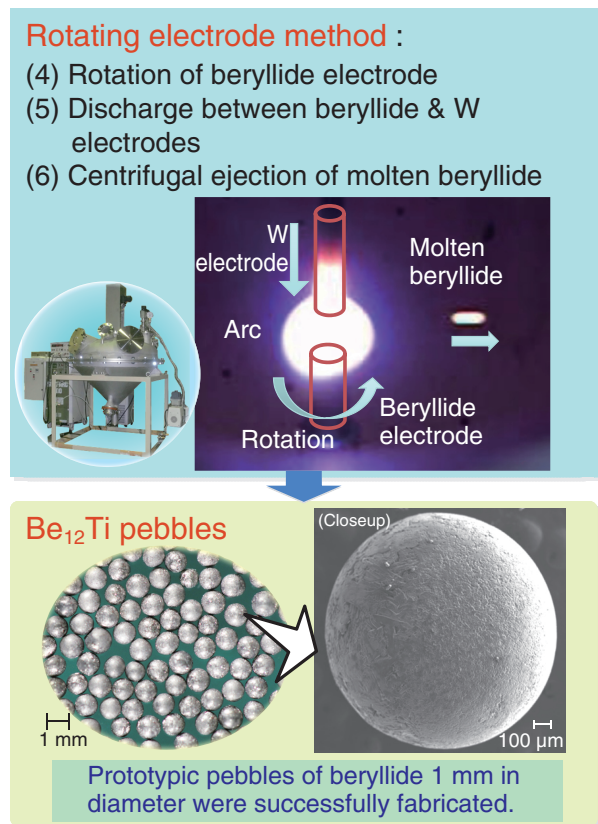 Rotating electrode method :
(4) Rotation of beryllide electrode
(5) Discharge between beryllide & W
electrodes
(6) Centrifugal ejection of molten beryllide
W
electrode
Molten
beryllide
Arc
Beryllide
electrode
Rotation
Be₁₂Ti pebbles
(Closeup)
1 mm
100 µm
Prototypic pebbles of beryllide 1 mm in
diameter were successfully fabricated.